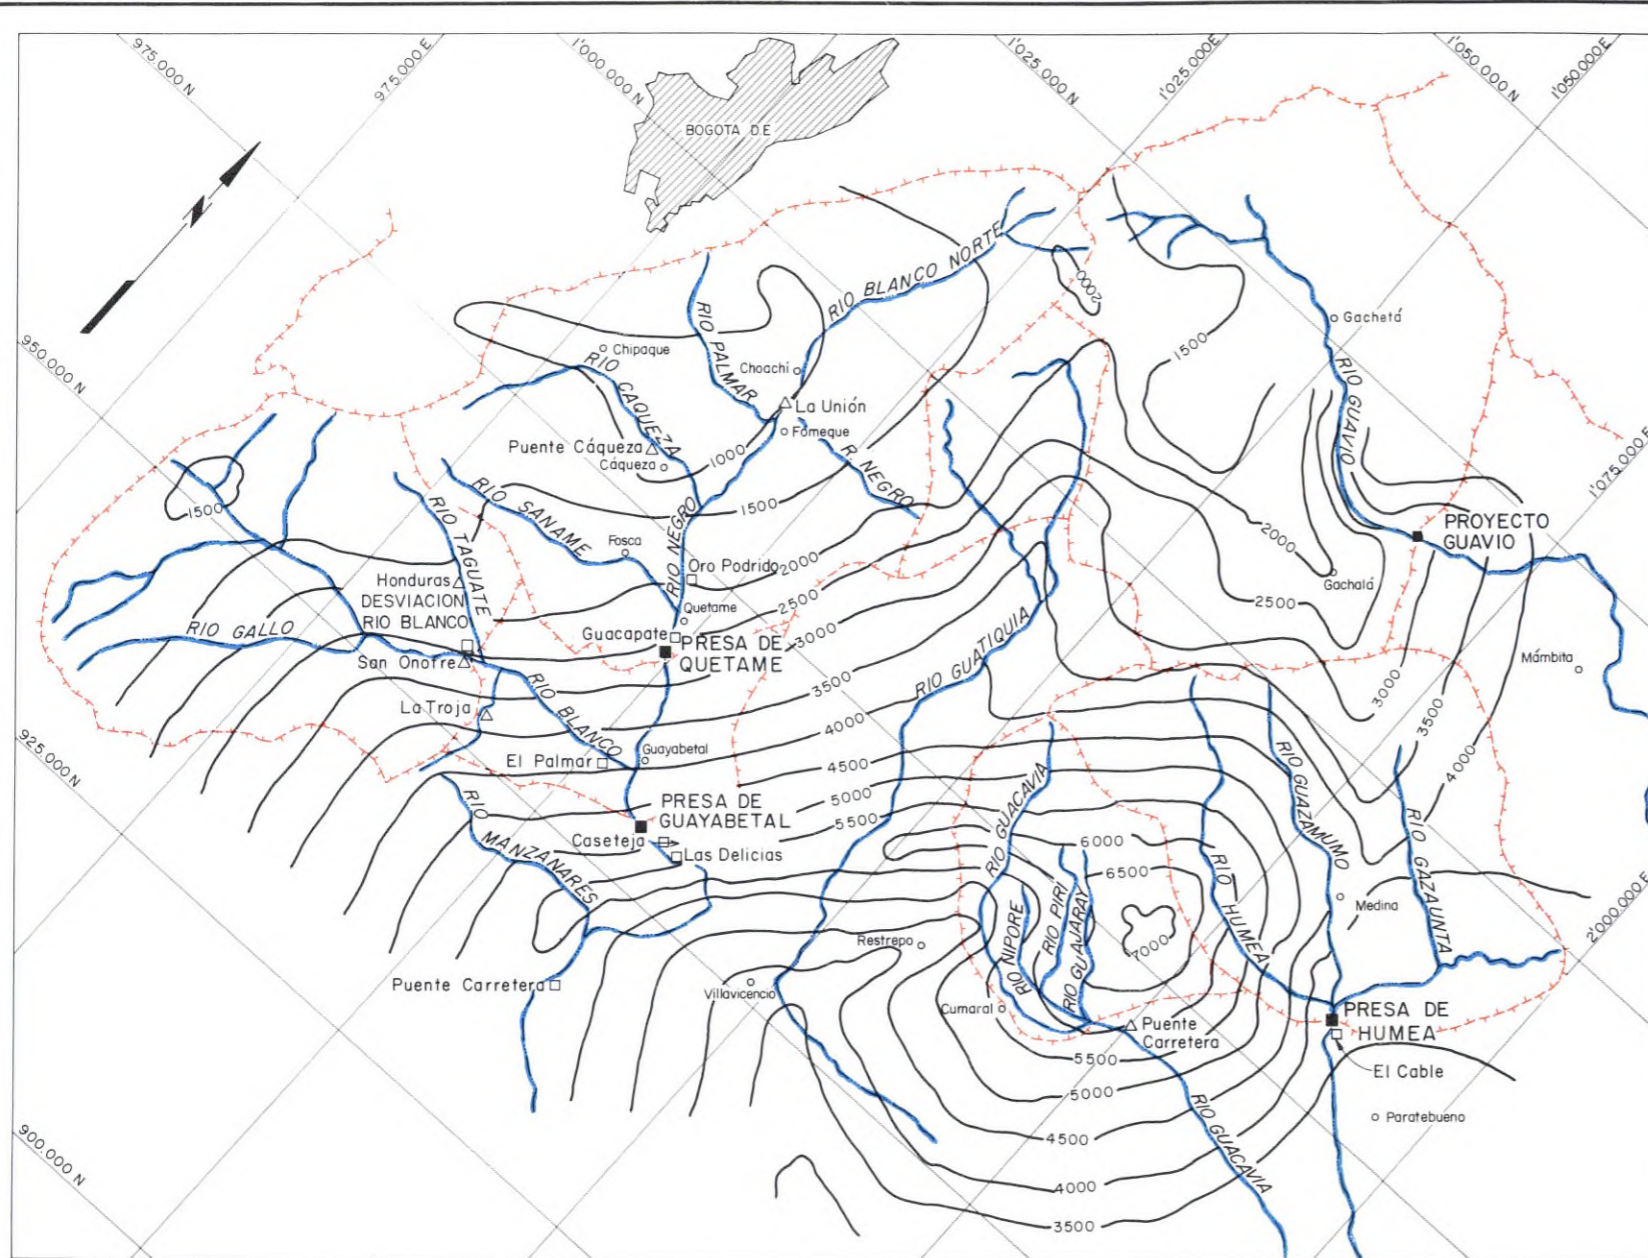 975.000 N
975.000 E
1'000.000 N
1'025.000 N
1'025.000E
1'050.000 N
1'050.000E
BOGOTA D.E
N
RIO BLANCO NORTE
2000
Gachetá
1500
RIO PALMAR
Chipaque
950.000 N
RIO CAQUEZA
Choachí
RIO GUAVIO
La Unión
Fómeque
Puente Cáqueza
Cáqueza
1000
R. NEGRO
1'075.000 E
1500
RIO SANAME
RIO TAGUATE
RIO NEGRO
1500
Fosca
2000
PROYECTO
GUAVIO
Oro Podrido
2000
Honduras
DESVIACION
RIO BLANCO
Gachalá
2500
2500
Quetame
RIO GALLO
Guacapate
PRESA DE
QUETAME
3000
RIO GUATIQUIA
San Onofre
Mámbita
3500
3000
RIO BLANCO
La Troja
4000
3500
925.000 N
Guayabetal
El Palmar
4500
4000
RIO GUACAVIA
RIO GUAZAMUMO
RIO
MANZANARES
PRESA DE
GUAYABETAL
5000
5500
RIO GAZAUNTA
Caseteja
6000
Las Delicias
6500
RIO HUMEA
RIO PIRI
RIO GUAJARAY
RIO NIPORE
Medina
2'000.000 E
Restrepo
7000
Puente Carretera
Villavicencio
Cumaral
PRESA DE
HUMEA
Puente
Carretera
5500
El Cable
5000
RIO GUACAVIA
Paratebueno
900.000 N
4500
4000
3500